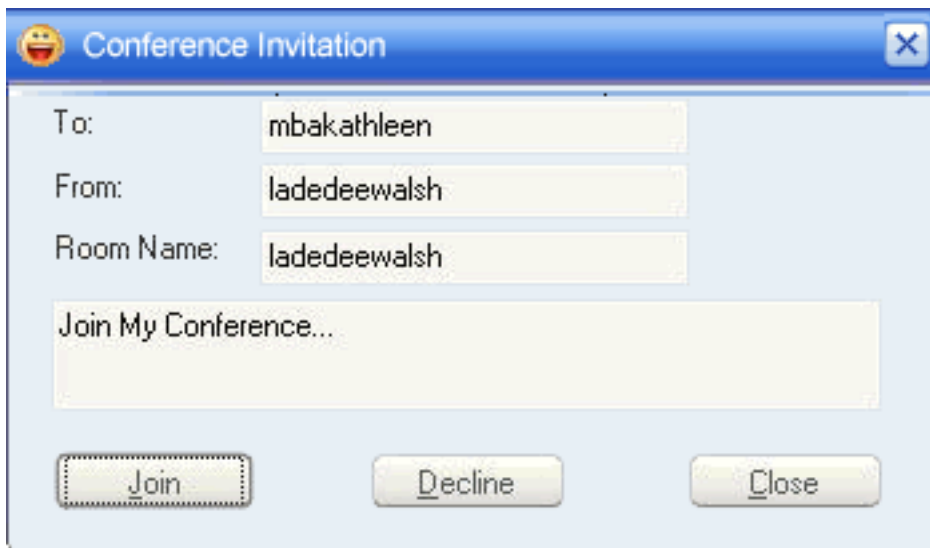 Conference Invitation
To: mbakathleen
From: ladedeewalsh
Room Name: ladedeewalsh
Join My Conference...
Join Decline Close